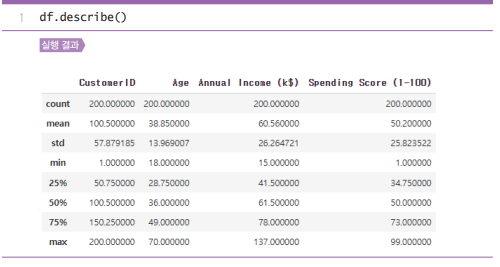 1 df.describe()
실행 결과
CustomerID Age Annual Income (k$) Spending Score (1-100)
count 200.000000 200.000000 200.000000 200.000000
mean 100.500000 38.850000 60.560000 50.200000
std 57.879185 13.969007 26.264721 25.823522
min 1.000000 18.000000 15.000000 1.000000
25% 50.750000 28.750000 41.500000 34.750000
50% 100.500000 36.000000 61.500000 50.000000
75% 150.250000 49.000000 78.000000 73.000000
max 200.000000 70.000000 137.000000 99.000000